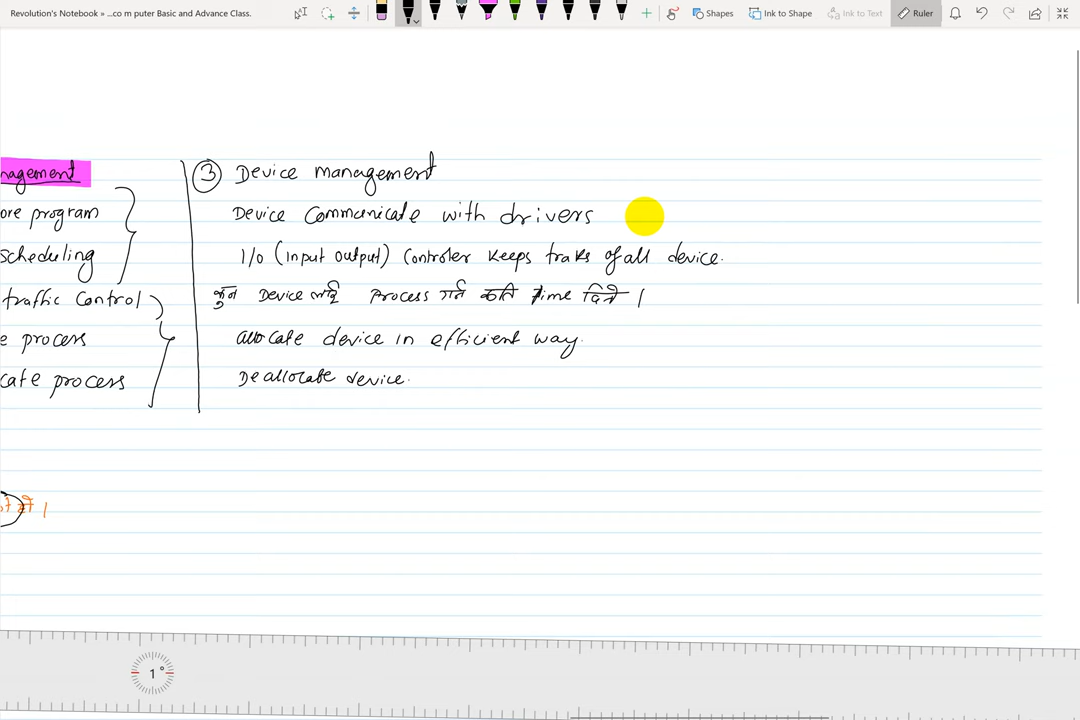 Revolution's Notebook » ...co m puter Basic and Advance Class.
Shapes
Ink to Shape
Ink to Text
Ruler
nagement
ore program
scheduling
traffic control
e process
cate process
3 Device management
Device Communicate with drivers
I/o (input output) Controler keeps traks of all device.
कुन Device लाई Process गर्न कति time दिने ।
allocate device in efficient way.
De allocate device.
1°